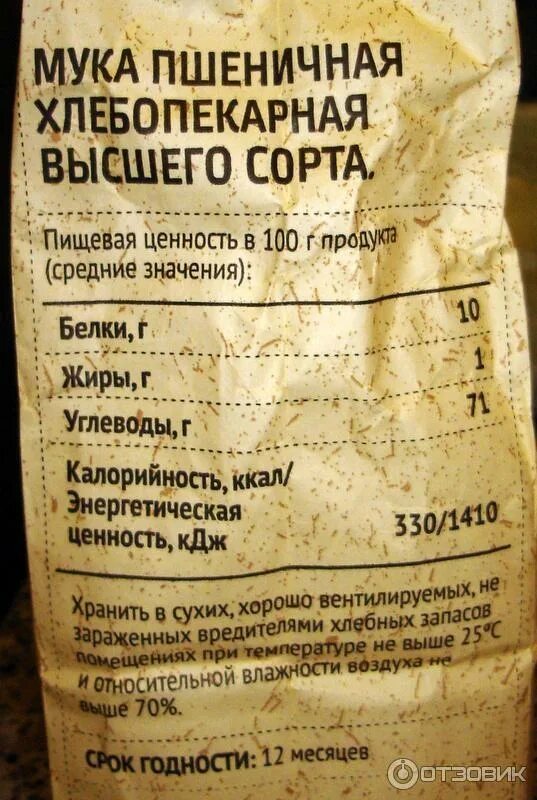 МУКА ПШЕНИЧНАЯ
ХЛЕБОПЕКАРНАЯ
ВЫСШЕГО СОРТА.
Пищевая ценность в 100 г продукта
(средние значения):
Белки, г 10
Жиры, г 1
Углеводы, г 71
Калорийность, ккал/
Энергетическая
ценность, кДж 330/1410
Хранить в сухих, хорошо вентилируемых, не
зараженных вредителями хлебных запасов
помещениях при температуре не выше 25°С
и относительной влажности воздуха не
выше 70%.
СРОК ГОДНОСТИ: 12 месяцев
ОТЗОВИК